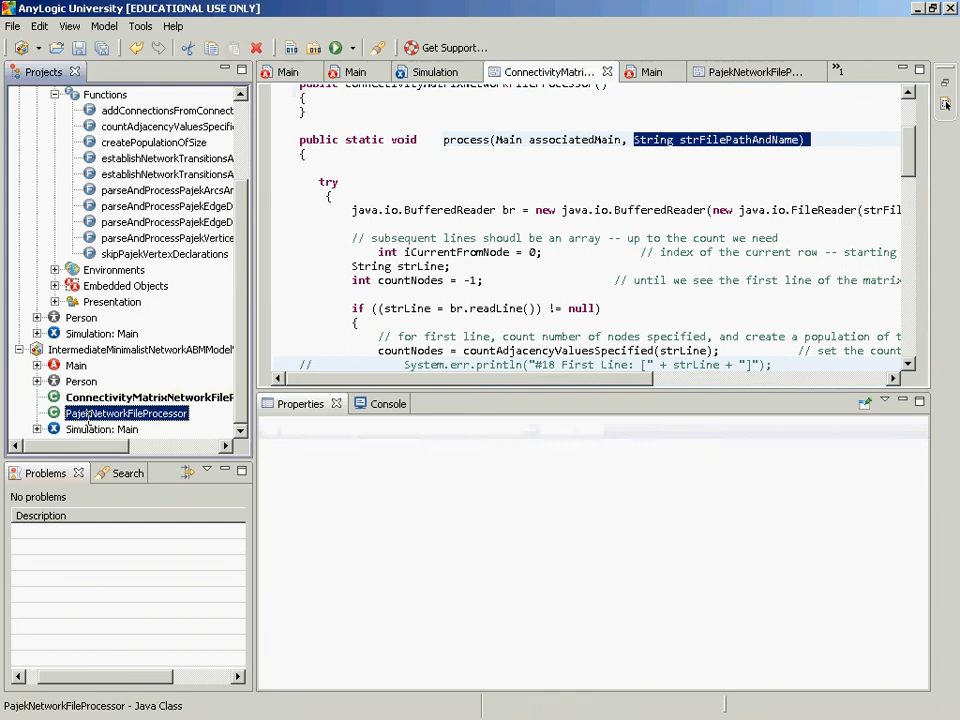 AnyLogic University [EDUCATIONAL USE ONLY]
File Edit View Model Tools Help
Get Support...
Projects
Main Main Simulation ConnectivityMatri... Main PajekNetworkFileP... »1
Functions
addConnectionsFromConnect
countAdjacencyValuesSpecifi
createPopulationOfSize
establishNetworkTransitionsA
establishNetworkTransitionsA
parseAndProcessPajekArcsAr
parseAndProcessPajekEdgeD
parseAndProcessPajekEdgeD
parseAndProcessPajekVertice
skipPajekVertexDeclarations
Environments
Embedded Objects
Presentation
Person
Simulation: Main
IntermediateMinimalistNetworkABMModel
Main
Person
ConnectivityMatrixNetworkFileP
PajekNetworkFileProcessor
Simulation: Main
{
}
public static void process(Main associatedMain, String strFilePathAndName)
{
try
{
java.io.BufferedReader br = new java.io.BufferedReader(new java.io.FileReader(strFil
// subsequent lines shoudl be an array -- up to the count we need
int iCurrentFromNode = 0; // index of the current row -- starting
String strLine;
int countNodes = -1; // until we see the first line of the matrix
if ((strLine = br.readLine()) != null)
{
// for first line, count number of nodes specified, and create a population of t
countNodes = countAdjacencyValuesSpecified(strLine); // set the count
// System.err.println("#18 First Line: [" + strLine + "]");
Properties Console
Problems Search
No problems
Description
PajekNetworkFileProcessor - Java Class